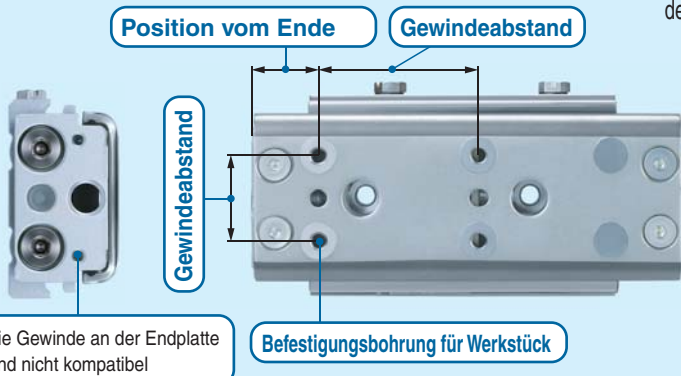 de
Position vom Ende
Gewindeabstand
Gewindeabstand
ie Gewinde an der Endplatte
nd nicht kompatibel
Befestigungsbohrung für Werkstück